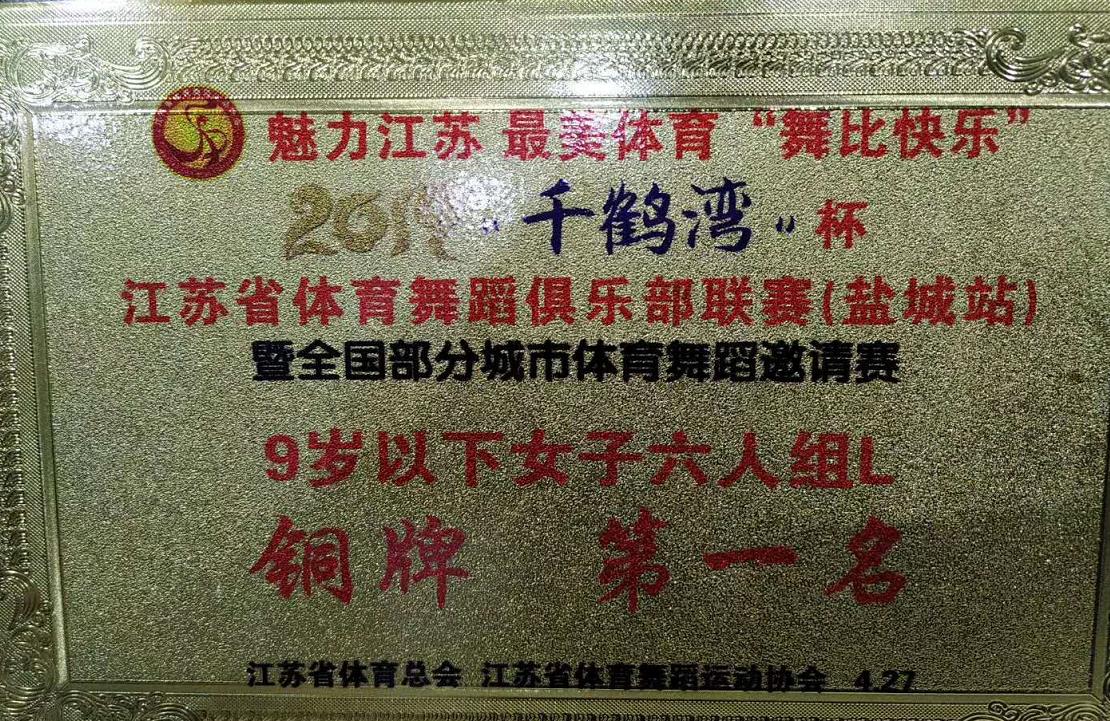 魅力江苏 最美体育 “舞比快乐”
2019 “千鹤湾” 杯
江苏省体育舞蹈俱乐部联赛(盐城站)
暨全国部分城市体育舞蹈邀请赛
9岁以下女子六人组L
铜牌 第一名
江苏省体育总会 江苏省体育舞蹈运动协会 4.27